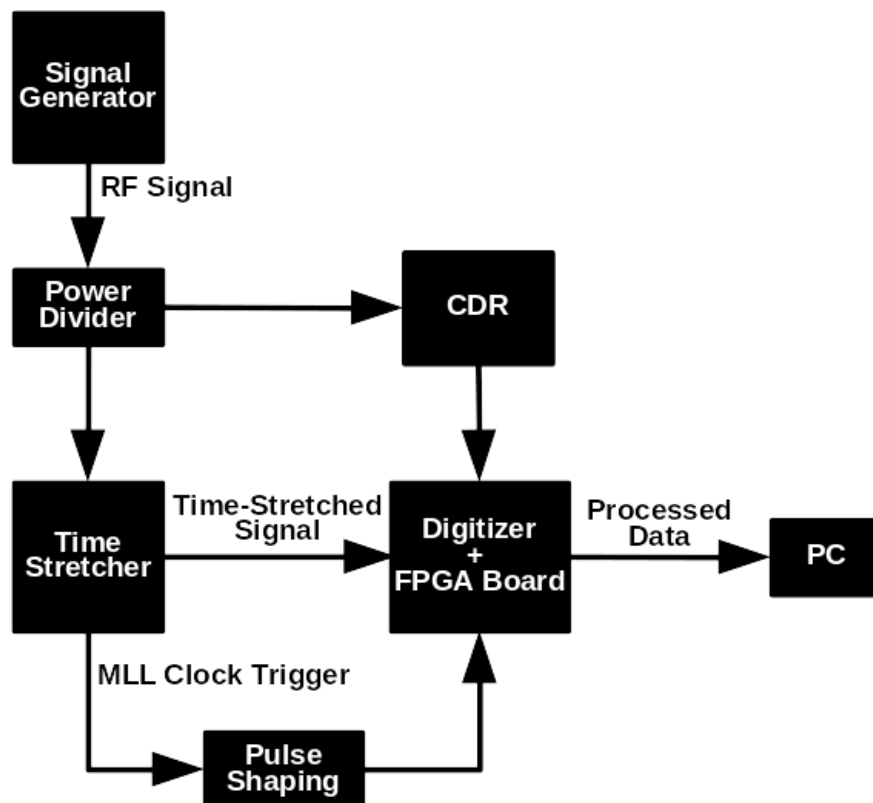 Signal
Generator
RF Signal
Power
Divider
CDR
Time-Stretched
Signal
Time
Stretcher
Digitizer
+
FPGA Board
Processed
Data
PC
MLL Clock Trigger
Pulse
Shaping